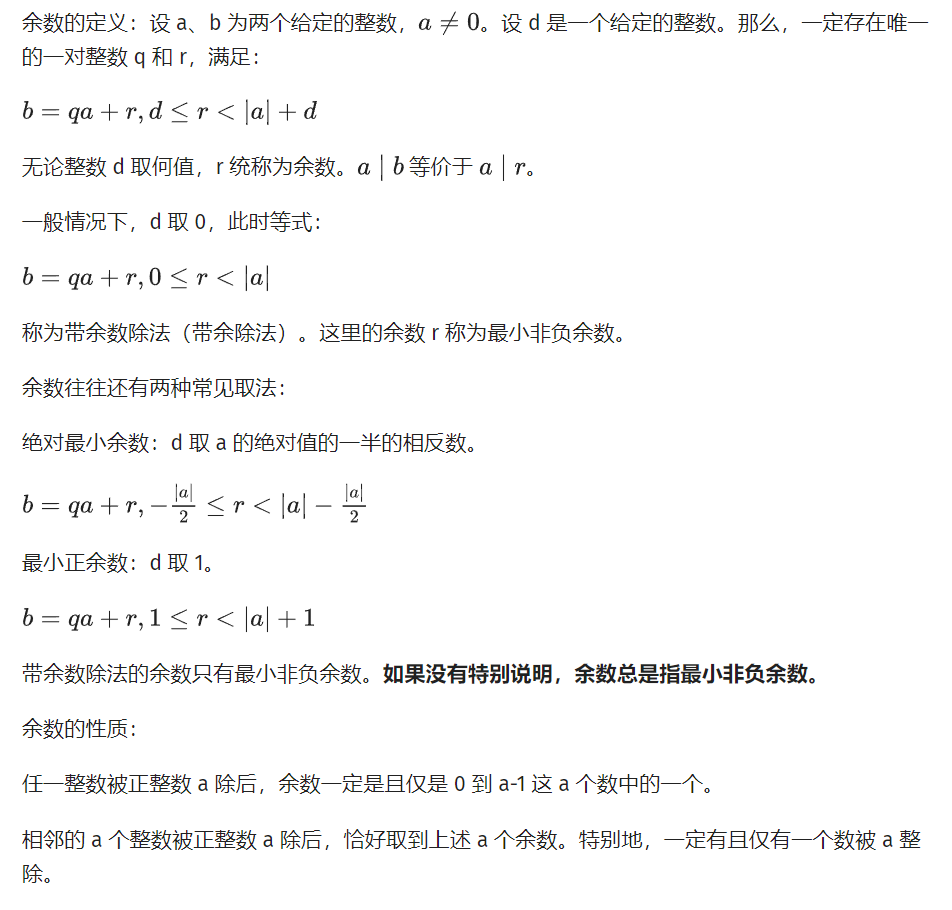 余数的定义：设 a、b 为两个给定的整数，a ≠ 0。设 d 是一个给定的整数。那么，一定存在唯一
的一对整数 q 和 r，满足：
b = qa + r, d ≤ r < |a| + d
无论整数 d 取何值，r 统称为余数。a | b 等价于 a | r。
一般情况下，d 取 0，此时等式：
b = qa + r, 0 ≤ r < |a|
称为带余数除法（带余除法）。这里的余数 r 称为最小非负余数。
余数往往还有两种常见取法：
绝对最小余数：d 取 a 的绝对值的一半的相反数。
b = qa + r, −|a|/2 ≤ r < |a| − |a|/2
最小正余数：d 取 1。
b = qa + r, 1 ≤ r < |a| + 1
带余数除法的余数只有最小非负余数。如果没有特别说明，余数总是指最小非负余数。
余数的性质：
任一整数被正整数 a 除后，余数一定是且仅是 0 到 a-1 这 a 个数中的一个。
相邻的 a 个整数被正整数 a 除后，恰好取到上述 a 个余数。特别地，一定有且仅有一个数被 a 整
除。